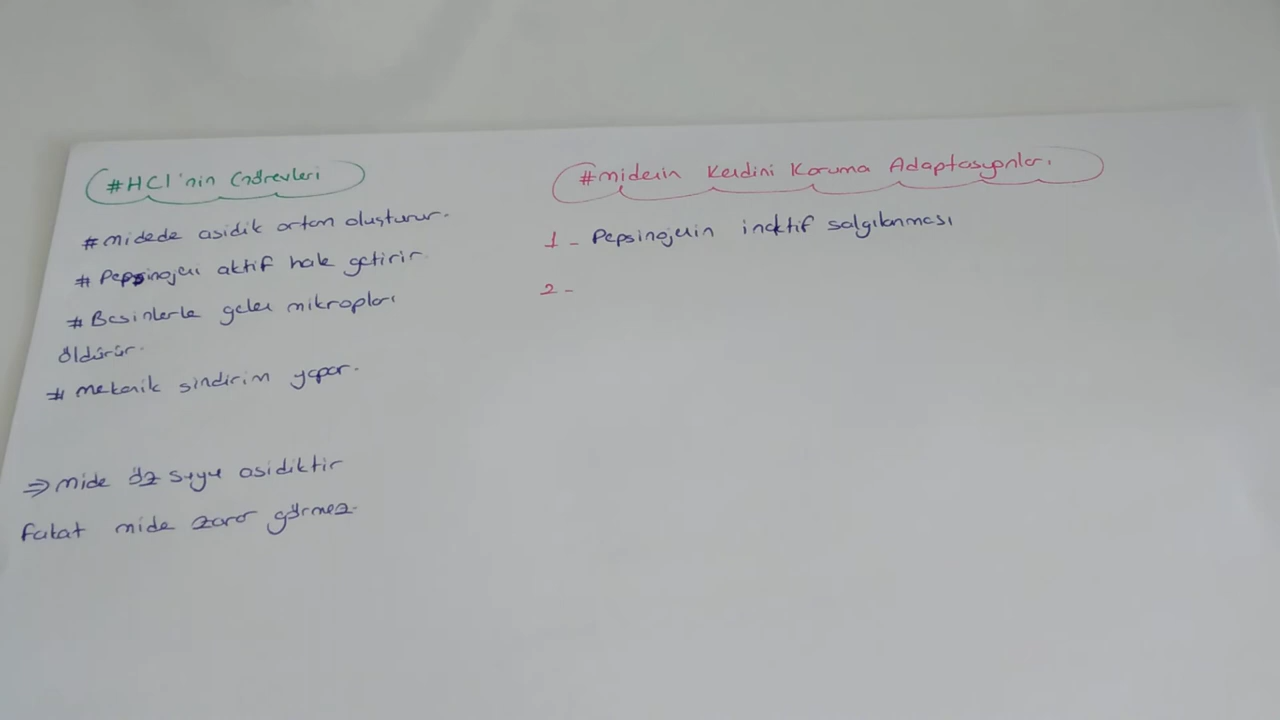 #HCl'nin Görevleri
# midede asidik ortam oluşturur.
# Pepsinojeni aktif hale getirir.
# Besinlerle gelen mikropları
öldürür.
# mekanik sindirim yapar.
⇒ mide öz suyu asidiktir
fakat mide zarar görmez.
#midenin Kendini Koruma Adaptasyonları
1- Pepsinojenin inaktif salgılanması
2-